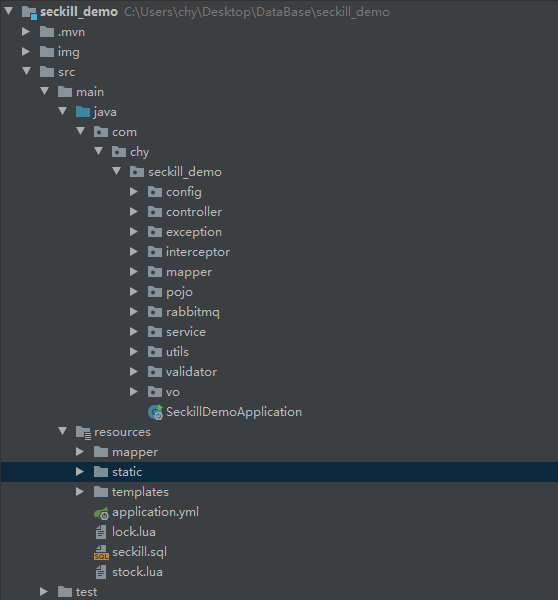 seckill_demo C:\Users\chy\Desktop\DataBase\seckill_demo
.mvn
img
src
main
java
com
chy
seckill_demo
config
controller
exception
interceptor
mapper
pojo
rabbitmq
service
utils
validator
vo
SeckillDemoApplication
resources
mapper
static
templates
application.yml
lock.lua
seckill.sql
stock.lua
test